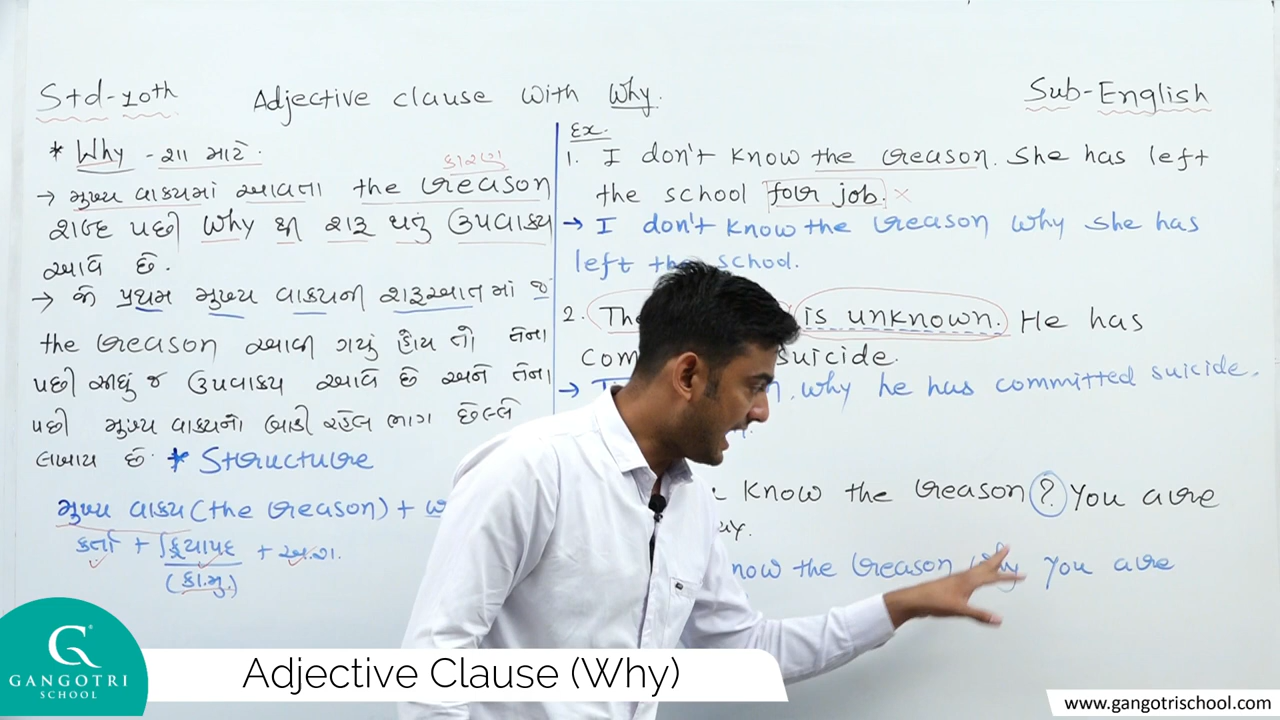 Std-10th
Adjective clause with Why.
Sub-English
* Why - શા માટે.
કારણ
→ મુખ્ય વાક્યમાં આવતા the reason
શબ્દ પછી Why થી શરૂ થતું ઉપવાક્ય
આવે છે.
→ જો પ્રથમ મુખ્ય વાક્યની શરૂઆત માં જ
the reason આવી ગયું હોય તો તેના
પછી સીધું જ ઉપવાક્ય આવે છે અને તેના
પછી મુખ્ય વાક્યનો બાકી રહેલ ભાગ છેલ્લે
લખાય છે.
* Structure
મુખ્ય વાક્ય (the reason) +
કર્તા + ક્રિયાપદ + અ.વા.
(ક્રા.મુ.)
Ex.
1. I don't know the reason. She has left
the school for job. ×
→ I don't know the reason why she has
left the school.
2. The is unknown. He has
suicide.
→ why he has committed suicide.
know the reason? You are
know the reason why you are
Adjective Clause (Why)
GANGOTRI
SCHOOL
www.gangotrischool.com